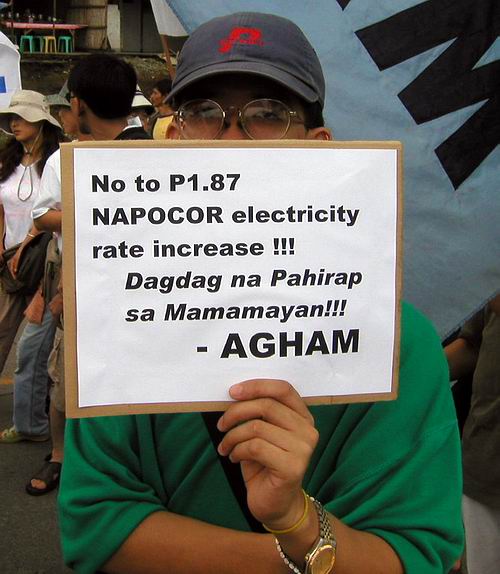 No to P1.87
NAPOCOR electricity
rate increase !!!
Dagdag na Pahirap
sa Mamamayan!!!
- AGHAM